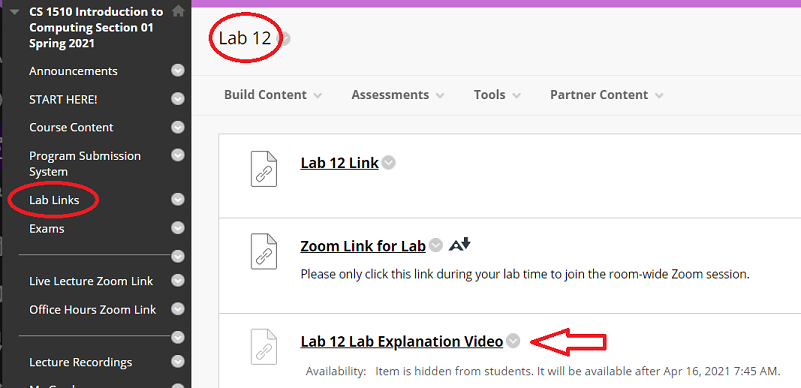 CS 1510 Introduction to
Computing Section 01
Spring 2021
Announcements
START HERE!
Course Content
Program Submission
System
Lab Links
Exams
Live Lecture Zoom Link
Office Hours Zoom Link
Lecture Recordings
Lab 12
Build Content
Assessments
Tools
Partner Content
Lab 12 Link
Zoom Link for Lab
Please only click this link during your lab time to join the room-wide Zoom session.
Lab 12 Lab Explanation Video
Availability: Item is hidden from students. It will be available after Apr 16, 2021 7:45 AM.